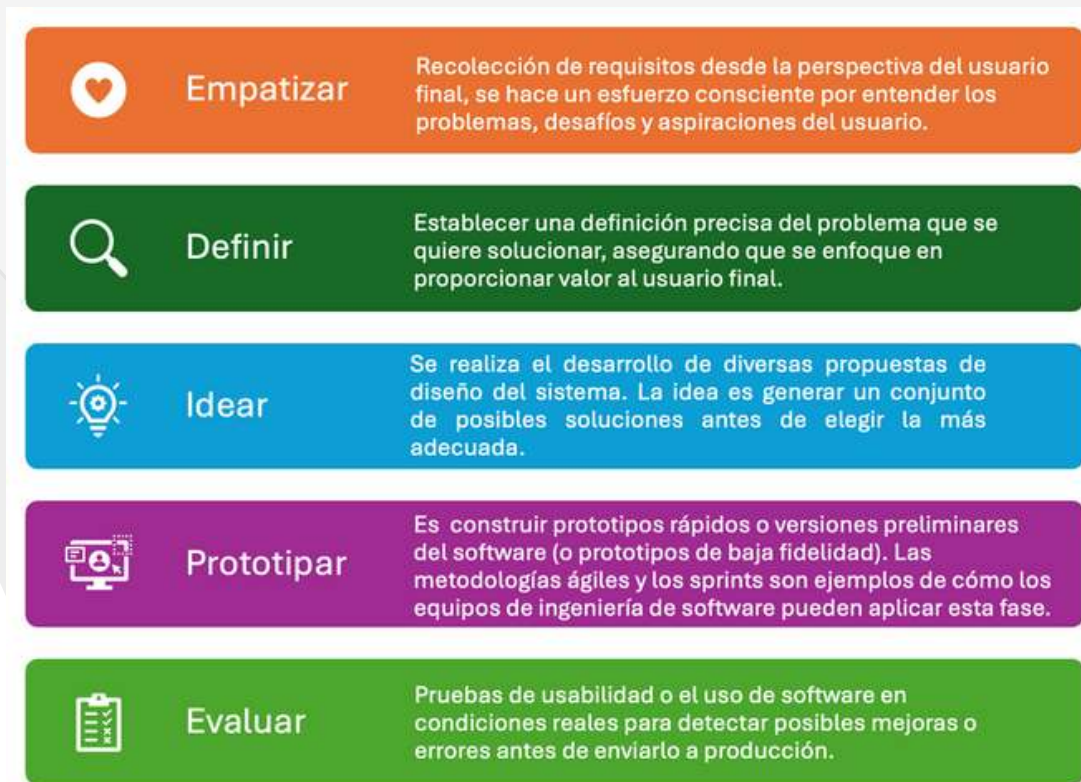 Empatizar
Recolección de requisitos desde la perspectiva del usuario
final, se hace un esfuerzo consciente por entender los
problemas, desafíos y aspiraciones del usuario.
Definir
Establecer una definición precisa del problema que se
quiere solucionar, asegurando que se enfoque en
proporcionar valor al usuario final.
Idear
Se realiza el desarrollo de diversas propuestas de
diseño del sistema. La idea es generar un conjunto
de posibles soluciones antes de elegir la más
adecuada.
Prototipar
Es construir prototipos rápidos o versiones preliminares
del software (o prototipos de baja fidelidad). Las
metodologías ágiles y los sprints son ejemplos de cómo los
equipos de ingeniería de software pueden aplicar esta fase.
Evaluar
Pruebas de usabilidad o el uso de software en
condiciones reales para detectar posibles mejoras o
errores antes de enviarlo a producción.